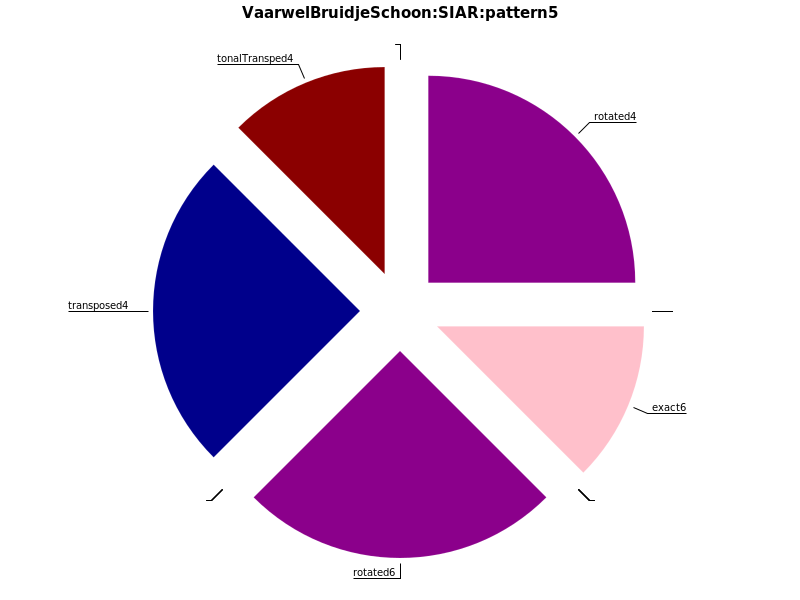 VaarwelBruidjeSchoon:SIAR:pattern5
tonalTransped4
rotated4
transposed4
exact6
rotated6